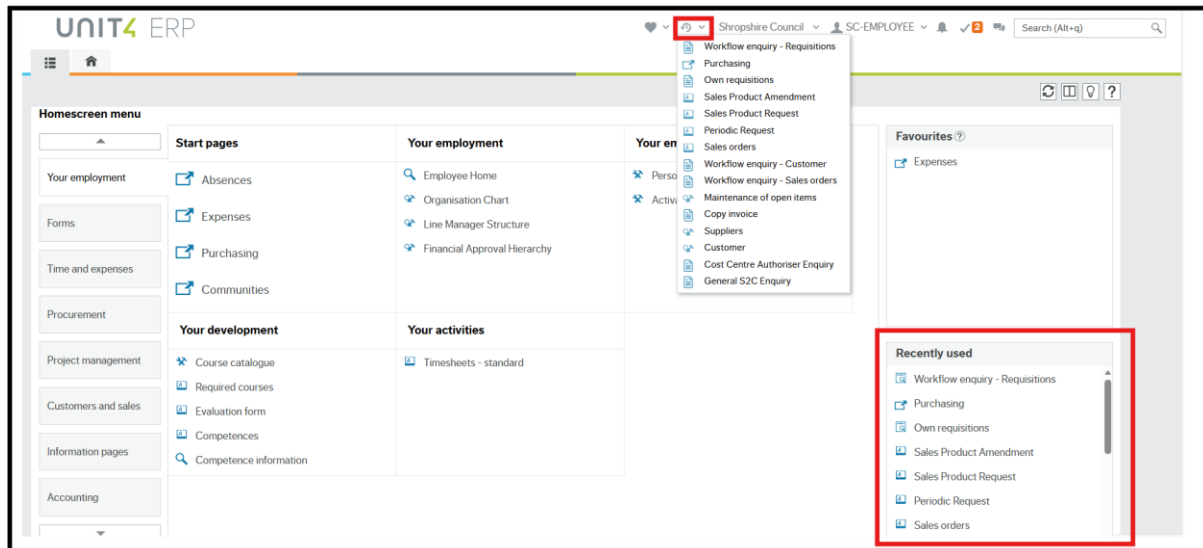 UNIT4 ERP
Shropshire Council
SC-EMPLOYEE
2
Search (Alt+q)
Workflow enquiry - Requisitions
Purchasing
Own requisitions
Sales Product Amendment
Sales Product Request
Periodic Request
Sales orders
Workflow enquiry - Customer
Workflow enquiry - Sales orders
Maintenance of open items
Copy invoice
Suppliers
Customer
Cost Centre Authoriser Enquiry
General S2C Enquiry
?
Homescreen menu
Your employment
Forms
Time and expenses
Procurement
Project management
Customers and sales
Information pages
Accounting
Start pages
Absences
Expenses
Purchasing
Communities
Your employment
Employee Home
Organisation Chart
Line Manager Structure
Financial Approval Hierarchy
Your em
Perso
Activa
Your development
Course catalogue
Required courses
Evaluation form
Competences
Competence information
Your activities
Timesheets - standard
Favourites ?
Expenses
Recently used
Workflow enquiry - Requisitions
Purchasing
Own requisitions
Sales Product Amendment
Sales Product Request
Periodic Request
Sales orders